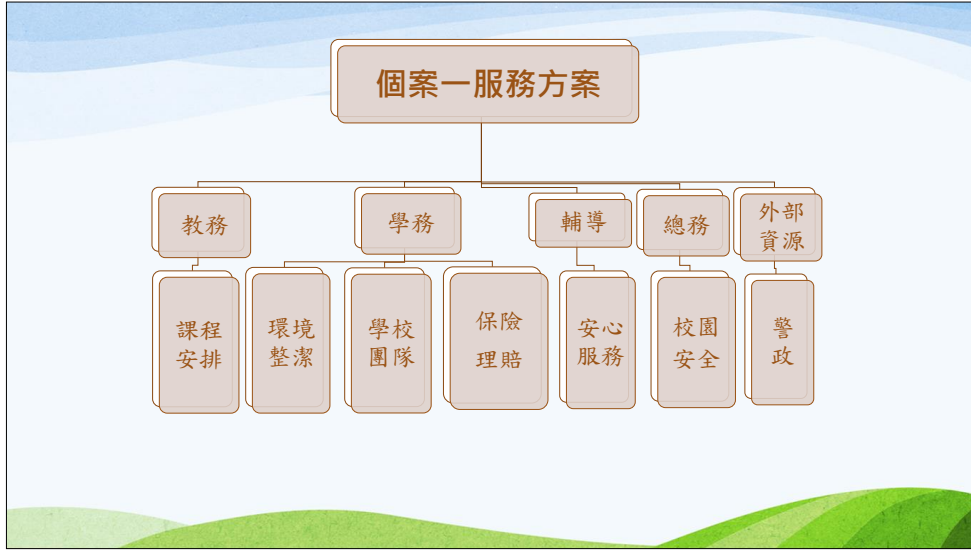 個案一服務方案
教務
學務
輔導
總務
外部
資源
課程
安排
環境
整潔
學校
團隊
保險
理賠
安心
服務
校園
安全
警
政